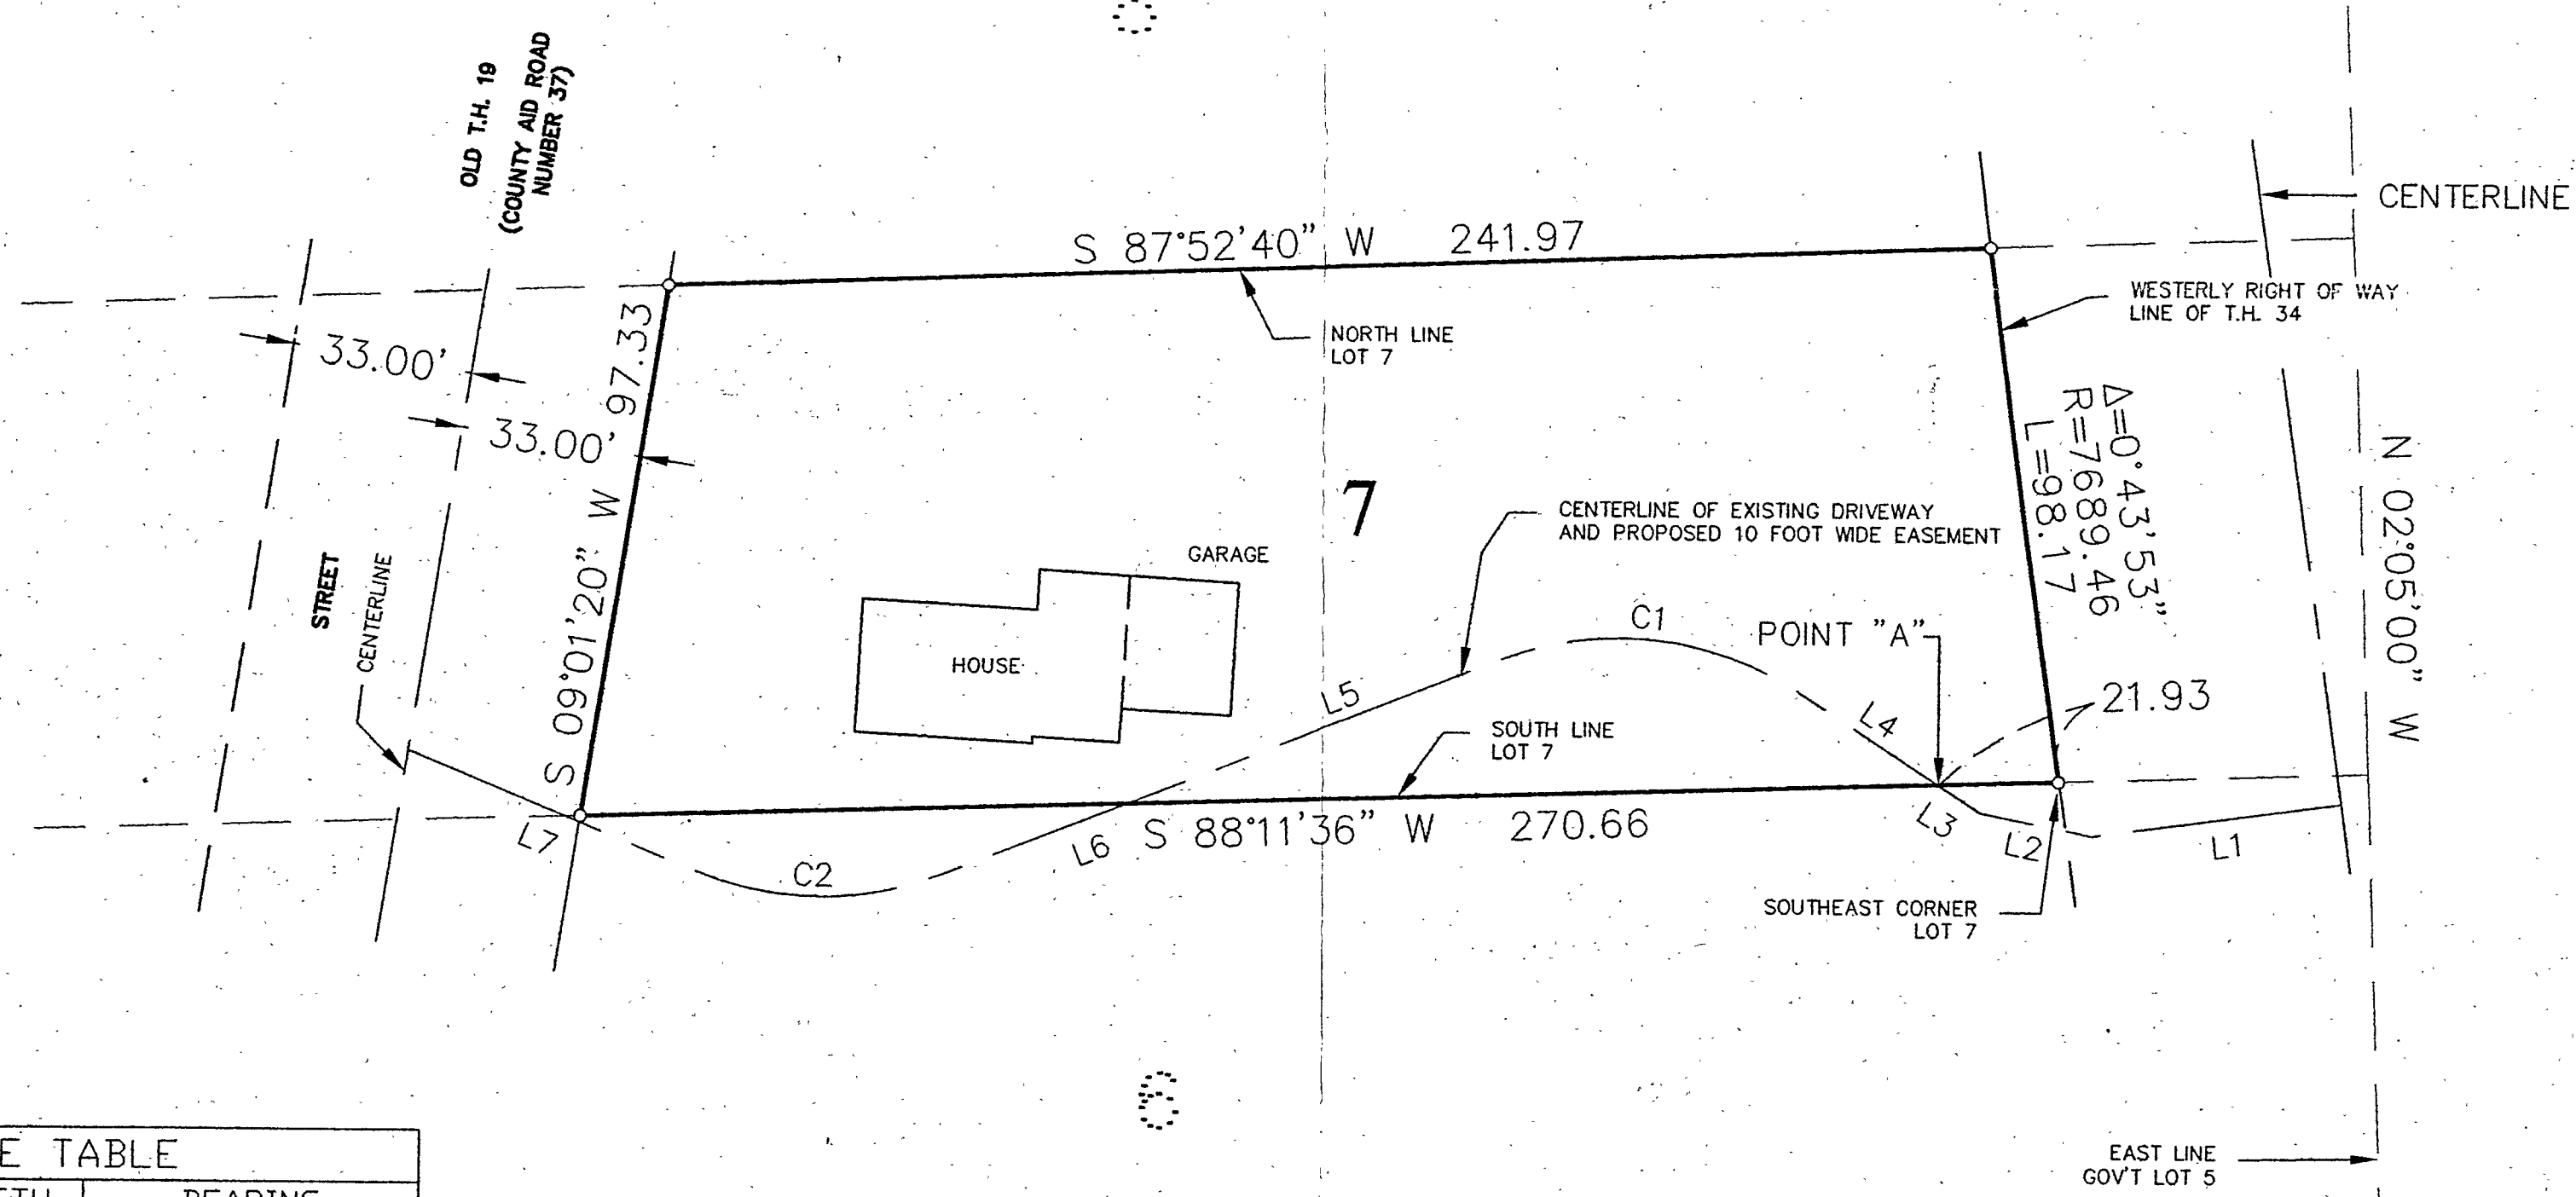 OLD T.H. 19
(COUNTY AID ROAD
NUMBER 37)
CENTERLINE
S 87°52'40" W 241.97
WESTERLY RIGHT OF WAY
LINE OF T.H. 34
NORTH LINE
LOT 7
33.00'
33.00'
S 09°01'20" W 97.33
Δ=0°43'53"
R=7689.46
L=98.17
N 02°05'00" W
7
CENTERLINE OF EXISTING DRIVEWAY
AND PROPOSED 10 FOOT WIDE EASEMENT
GARAGE
HOUSE
STREET
CENTERLINE
C1
POINT "A"
21.93
L5
L4
SOUTH LINE
LOT 7
S 88°11'36" W 270.66
L7
C2
L6
L3
L2
L1
SOUTHEAST CORNER
LOT 7
6
EAST LINE
GOV'T LOT 5
E TABLE
BEARING